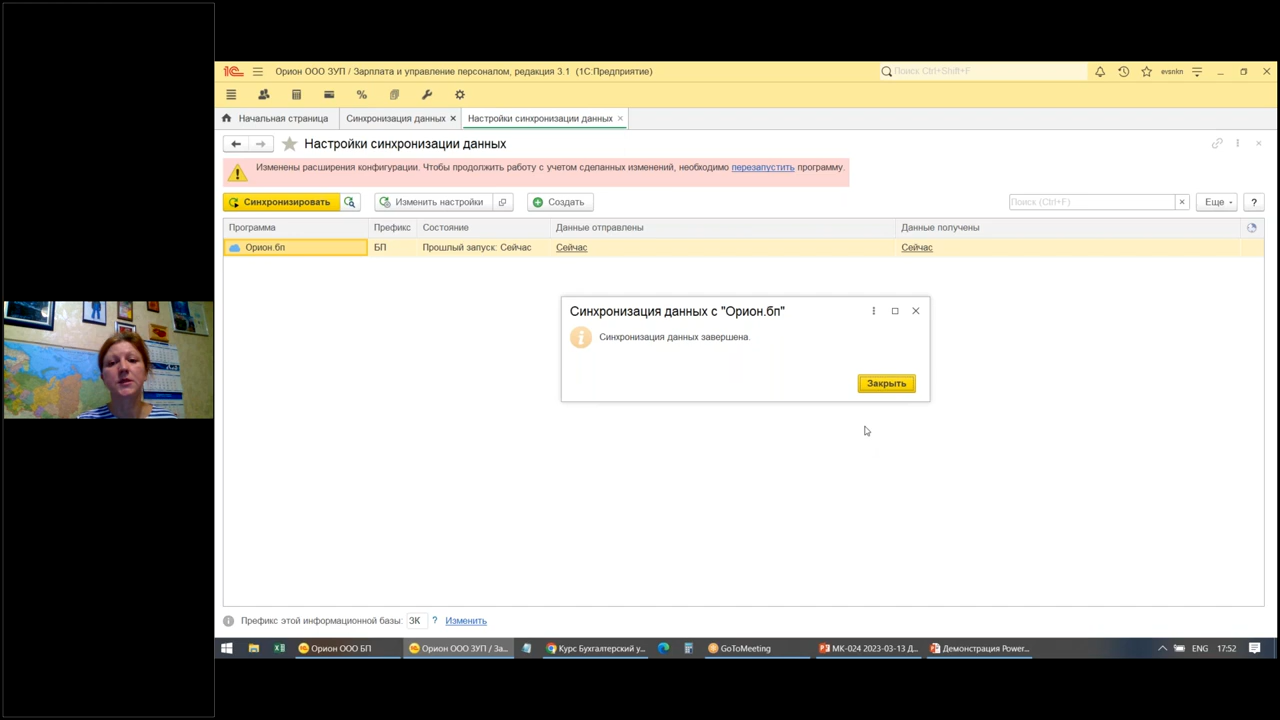 Орион ООО ЗУП / Зарплата и управление персоналом, редакция 3.1 (1С:Предприятие)
Поиск Ctrl+Shift+F
evsnkn
Начальная страница
Синхронизация данных
Настройки синхронизации данных
Настройки синхронизации данных
Изменены расширения конфигурации. Чтобы продолжить работу с учетом сделанных изменений, необходимо перезапустить программу.
Синхронизировать
Изменить настройки
Создать
Поиск (Ctrl+F)
Еще
?
Программа
Префикс
Состояние
Данные отправлены
Данные получены
Орион.бп
БП
Прошлый запуск: Сейчас
Сейчас
Сейчас
Синхронизация данных с "Орион.бп"
Синхронизация данных завершена.
Закрыть
Префикс этой информационной базы: ЗК ? Изменить
Орион ООО БП
Орион ООО ЗУП / За...
Курс Бухгалтерский у...
GoToMeeting
МК-024 2023-03-13 Д...
Демонстрация Power...
ENG
17:52